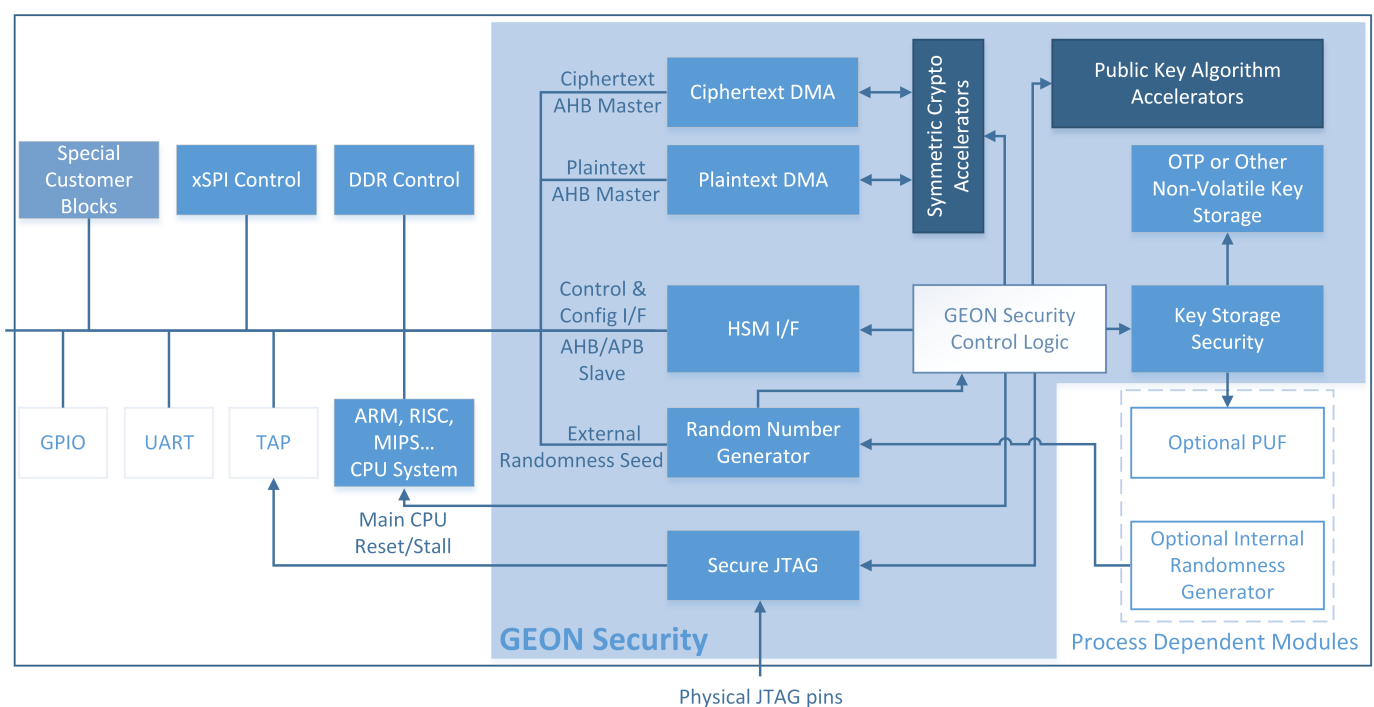 Ciphertext
AHB Master
Ciphertext DMA
Symmetric Crypto
Accelerators
Public Key Algorithm
Accelerators
Special
Customer
Blocks
xSPI Control
DDR Control
Plaintext
AHB Master
Plaintext DMA
OTP or Other
Non-Volatile Key
Storage
Control &
Config I/F
AHB/APB
Slave
HSM I/F
GEON Security
Control Logic
Key Storage
Security
GPIO
UART
TAP
ARM, RISC,
MIPS...
CPU System
External
Randomness Seed
Random Number
Generator
Optional PUF
Main CPU
Reset/Stall
Secure JTAG
Optional Internal
Randomness
Generator
GEON Security
Process Dependent Modules
Physical JTAG pins